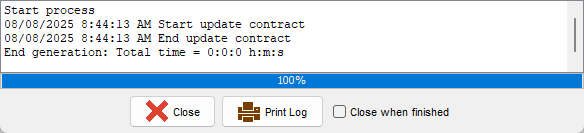 Start process
08/08/2025 8:44:13 AM Start update contract
08/08/2025 8:44:13 AM End update contract
End generation: Total time = 0:0:0 h:m:s
100%
Close
Print Log
Close when finished